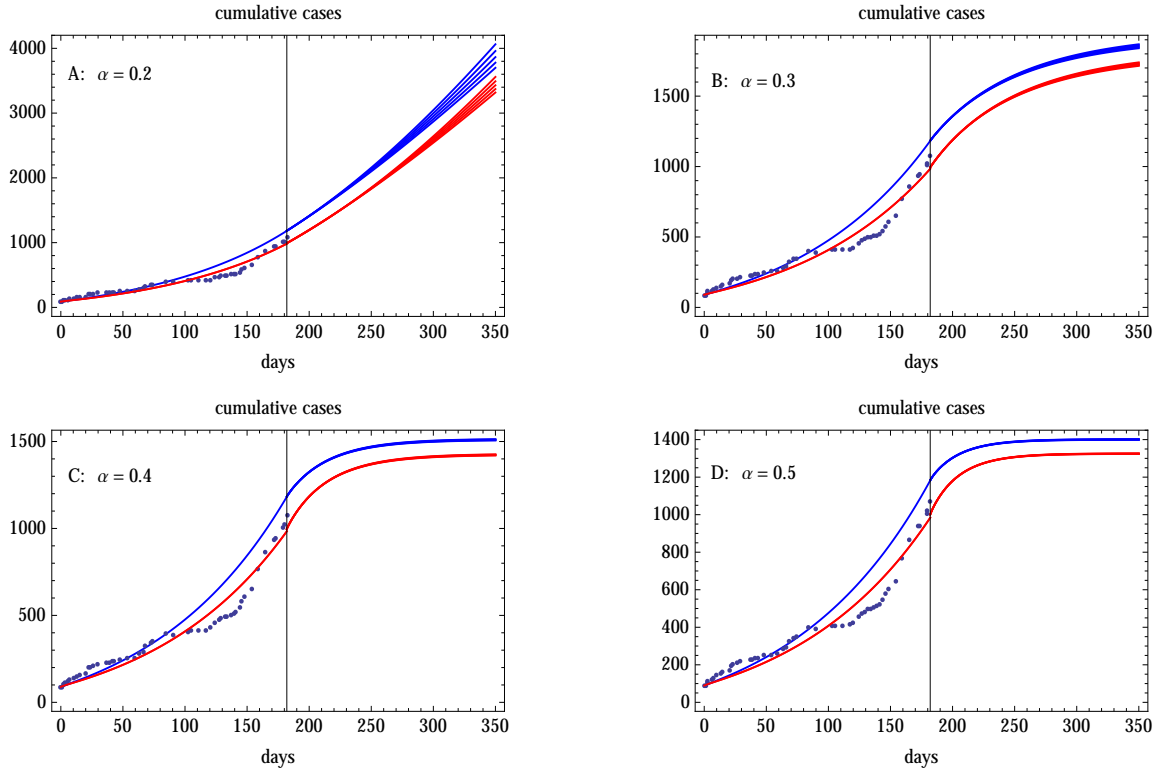 cumulative cases
A: α = 0.2
4000
3000
2000
1000
0
0 50 100 150 200 250 300 350
days
cumulative cases
B: α = 0.3
1500
1000
500
0
0 50 100 150 200 250 300 350
days
cumulative cases
C: α = 0.4
1500
1000
500
0
0 50 100 150 200 250 300 350
days
cumulative cases
D: α = 0.5
1400
1200
1000
800
600
400
200
0
0 50 100 150 200 250 300 350
days